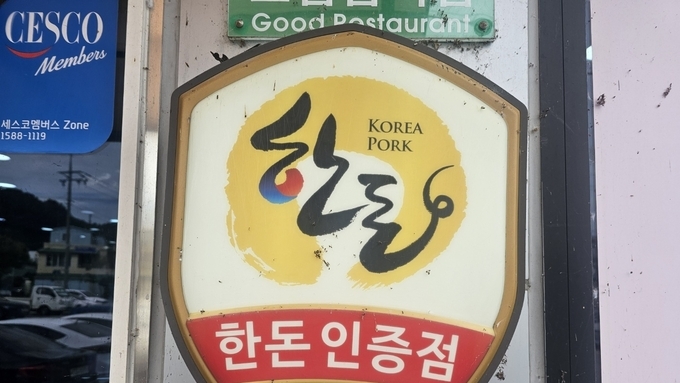 Good Restaurant
CESCO
Members
세스코멤버스 Zone
1588-1119
한돈
KOREA
PORK
한돈 인증점